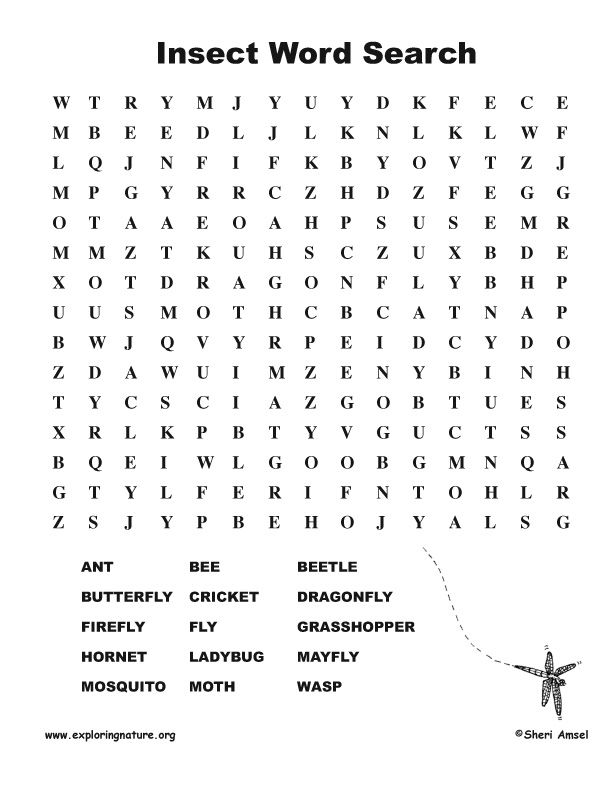 Insect Word Search
W T R Y M J Y U Y D K F E C E
M B E E D L J L K N L K L W F
L Q J N F I F K B Y O V T Z J
M P G Y R R C Z H D Z F E G G
O T A A E O A H P S U S E M R
M M Z T K U H S C Z U X B D E
X O T D R A G O N F L Y B H P
U U S M O T H C B C A T N A P
B W J Q V Y R P E I D C Y D O
Z D A W U I M Z E N Y B I N H
T Y C S C I A Z G O B T U E S
X R L K P B T Y V G U C T S S
B Q E I W L G O O B G M N Q A
G T Y L F E R I F N T O H L R
Z S J Y P B E H O J Y A L S G
ANT BEE BEETLE
BUTTERFLY CRICKET DRAGONFLY
FIREFLY FLY GRASSHOPPER
HORNET LADYBUG MAYFLY
MOSQUITO MOTH WASP
www.exploringnature.org ©Sheri Amsel